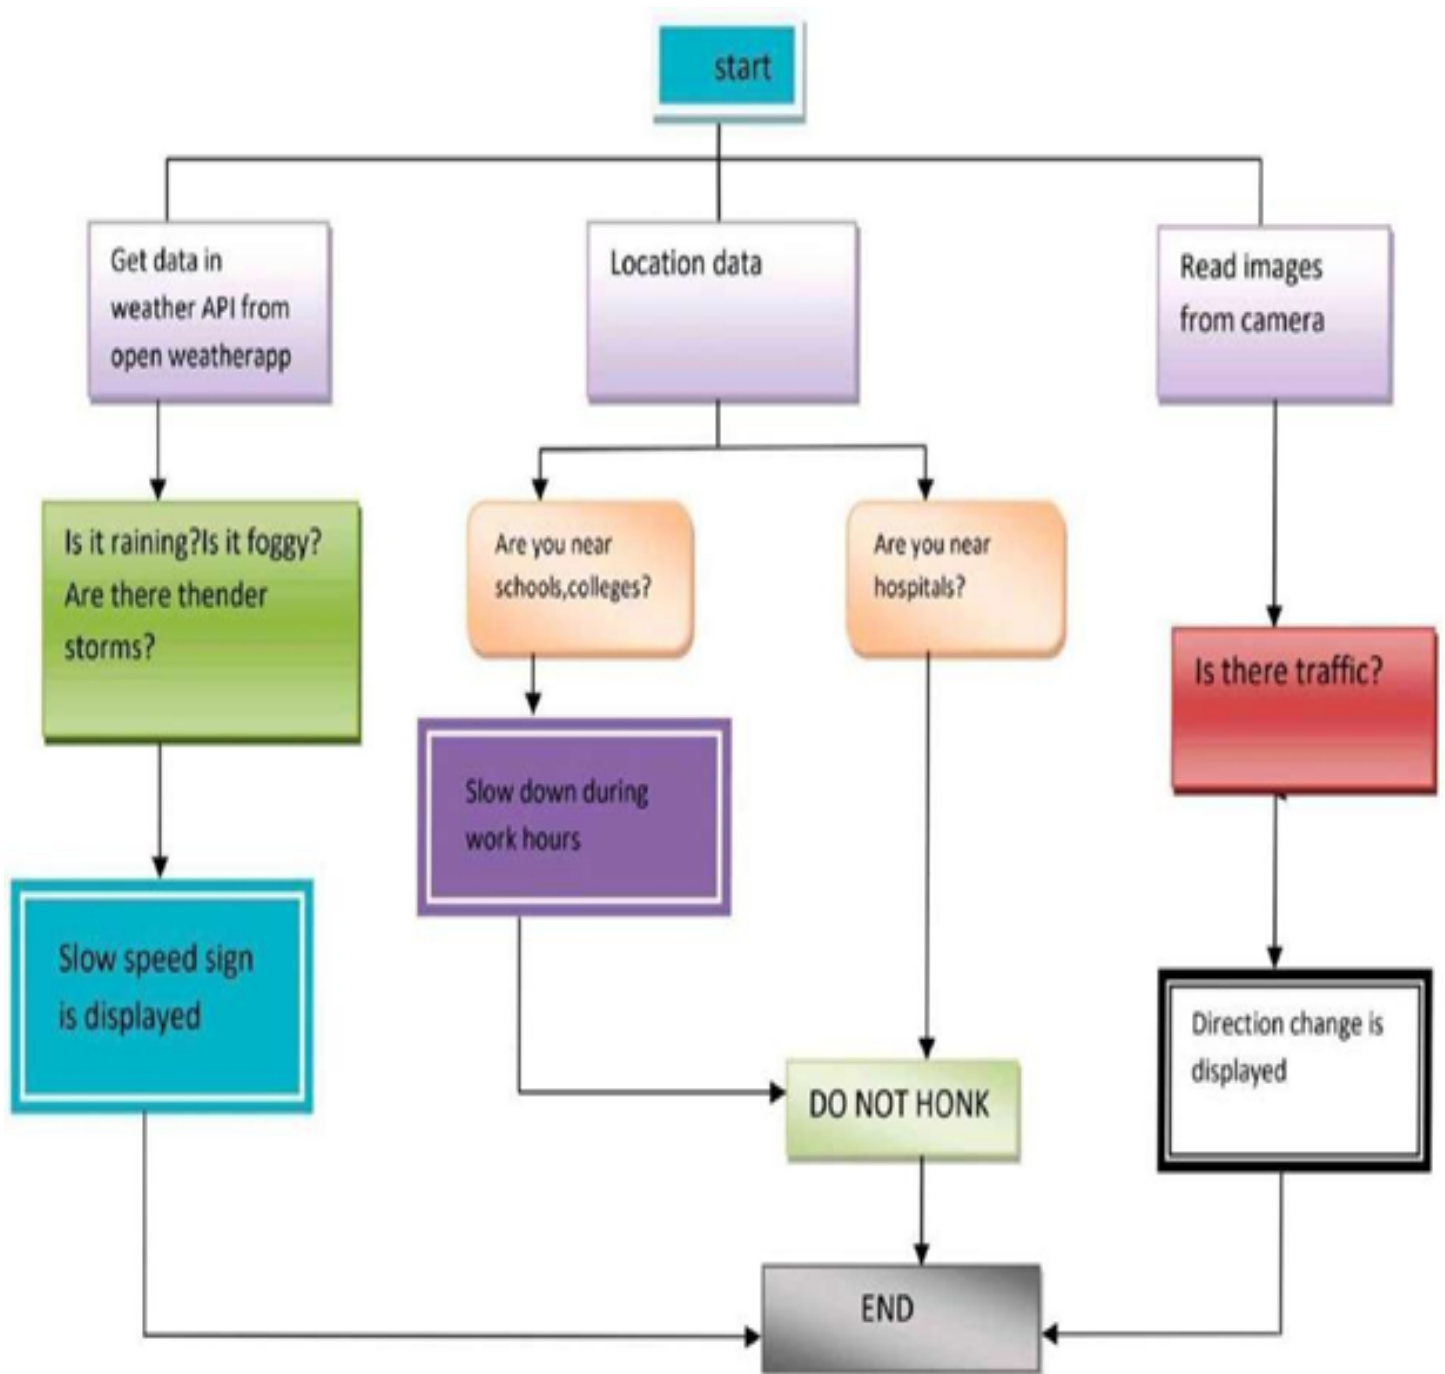 start
Get data in
weather API from
open weatherapp
Location data
Read images
from camera
Is it raining?Is it foggy?
Are there thender
storms?
Are you near
schools,colleges?
Are you near
hospitals?
Is there traffic?
Slow down during
work hours
Slow speed sign
is displayed
Direction change is
displayed
DO NOT HONK
END